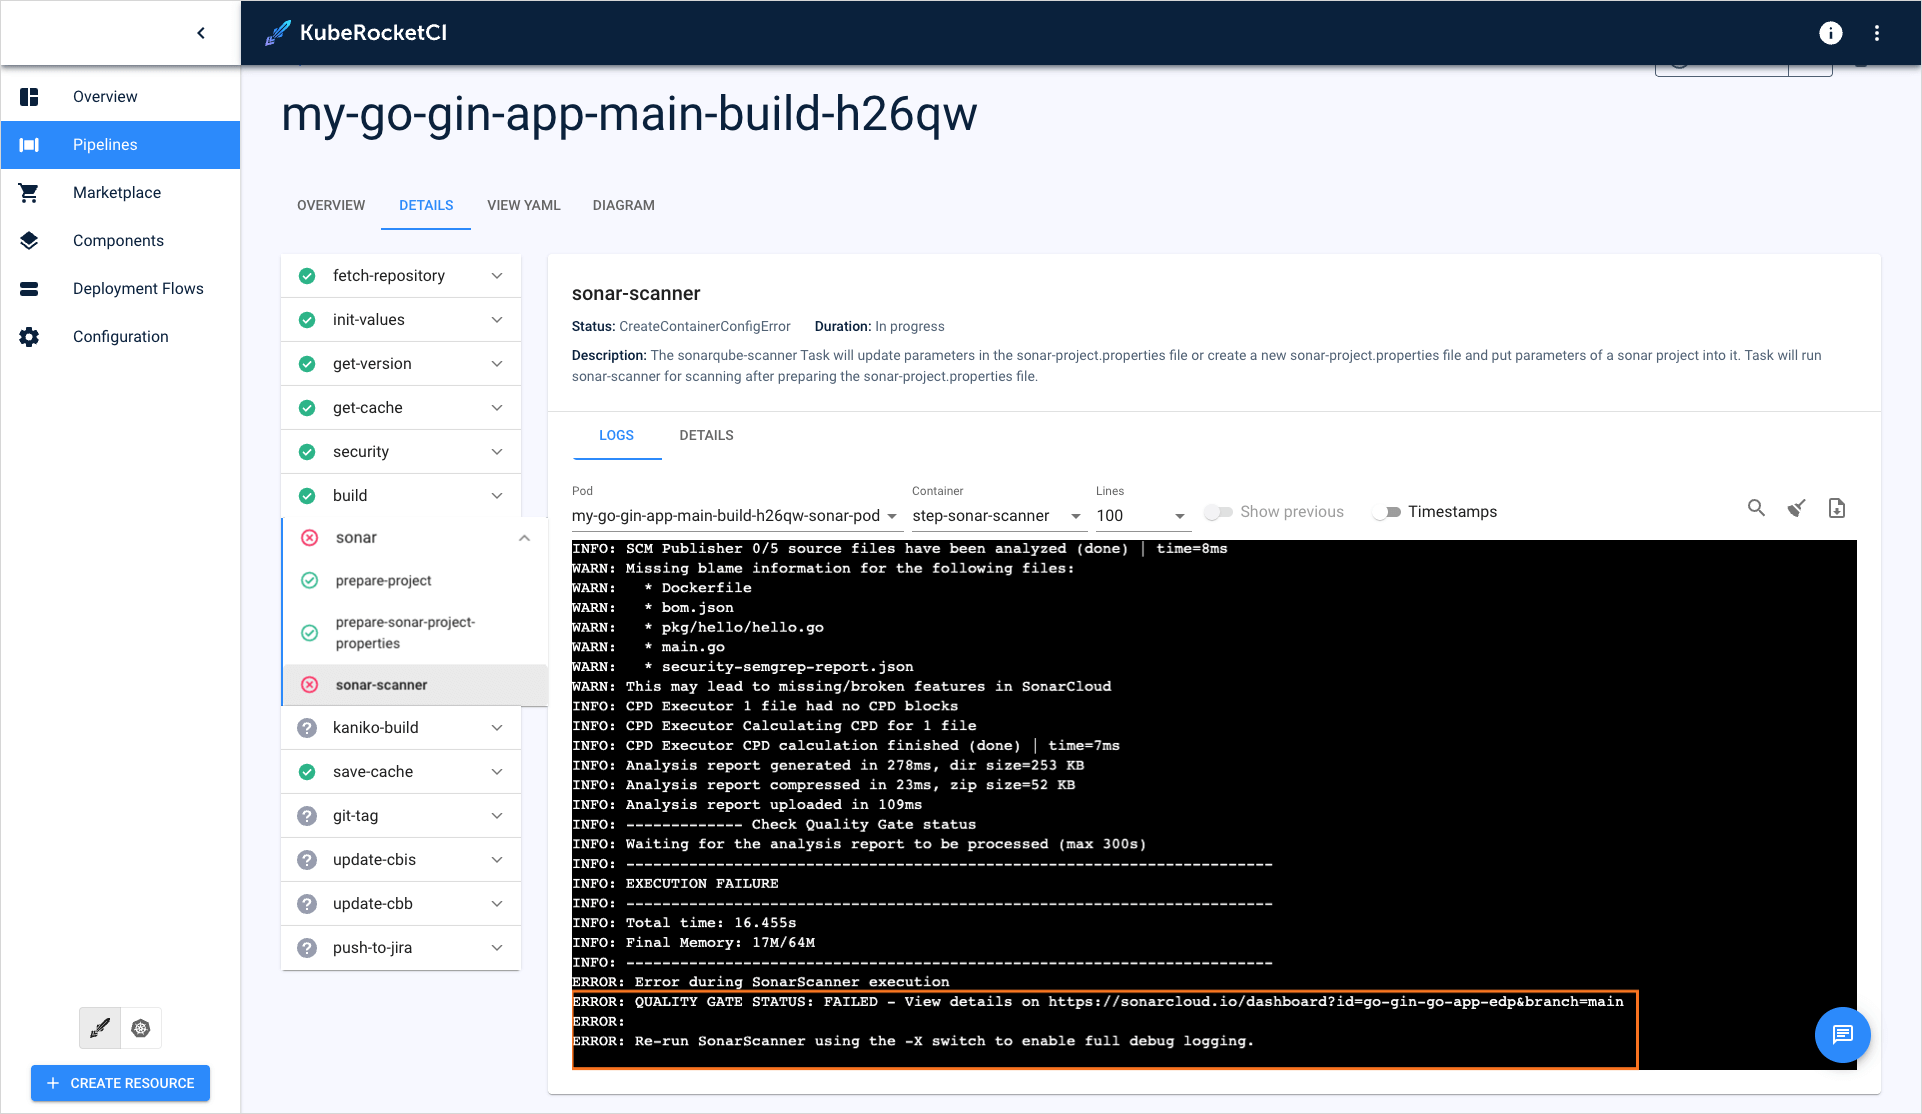 KubeRocketCI
Overview
Pipelines
Marketplace
Components
Deployment Flows
Configuration
CREATE RESOURCE
my-go-gin-app-main-build-h26qw
OVERVIEW
DETAILS
VIEW YAML
DIAGRAM
fetch-repository
init-values
get-version
get-cache
security
build
sonar
prepare-project
prepare-sonar-project-
properties
sonar-scanner
kaniko-build
save-cache
git-tag
update-cbis
update-cbb
push-to-jira
sonar-scanner
Status: CreateContainerConfigError Duration: In progress
Description: The sonarqube-scanner Task will update parameters in the sonar-project.properties file or create a new sonar-project.properties file and put parameters of a sonar project into it. Task will run
sonar-scanner for scanning after preparing the sonar-project.properties file.
LOGS
DETAILS
Pod
my-go-gin-app-main-build-h26qw-sonar-pod
Container
step-sonar-scanner
Lines
100
Show previous
Timestamps
INFO: SCM Publisher 0/5 source files have been analyzed (done) | time=8ms
WARN: Missing blame information for the following files:
WARN:   * Dockerfile
WARN:   * bom.json
WARN:   * pkg/hello/hello.go
WARN:   * main.go
WARN:   * security-semgrep-report.json
WARN: This may lead to missing/broken features in SonarCloud
INFO: CPD Executor 1 file had no CPD blocks
INFO: CPD Executor Calculating CPD for 1 file
INFO: CPD Executor CPD calculation finished (done) | time=7ms
INFO: Analysis report generated in 278ms, dir size=253 KB
INFO: Analysis report compressed in 23ms, zip size=52 KB
INFO: Analysis report uploaded in 109ms
INFO: ------------- Check Quality Gate status
INFO: Waiting for the analysis report to be processed (max 300s)
INFO: ------------------------------------------------------------------------
INFO: EXECUTION FAILURE
INFO: ------------------------------------------------------------------------
INFO: Total time: 16.455s
INFO: Final Memory: 17M/64M
INFO: ------------------------------------------------------------------------
ERROR: Error during SonarScanner execution
ERROR: QUALITY GATE STATUS: FAILED - View details on https://sonarcloud.io/dashboard?id=go-gin-go-app-edp&branch=main
ERROR:
ERROR: Re-run SonarScanner using the -X switch to enable full debug logging.